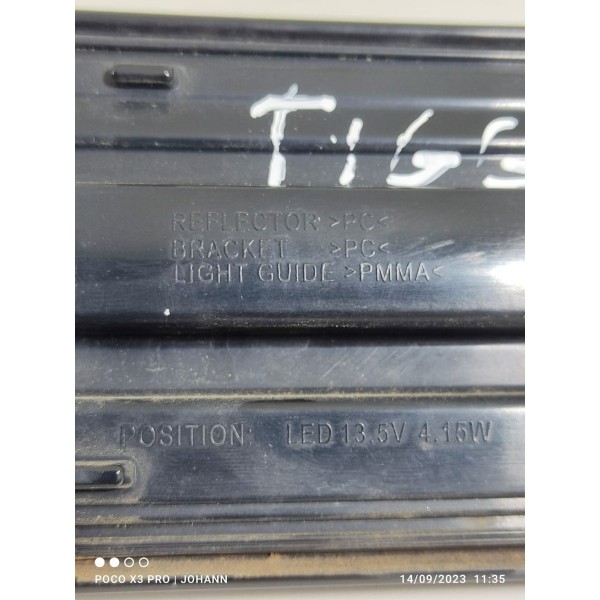 TIG
REFLECTOR >PC<
BRACKET >PC<
LIGHT GUIDE >PMMA<
POSITION: LED 13.5V 4.15W
POCO X3 PRO | JOHANN
14/09/2023 11:35